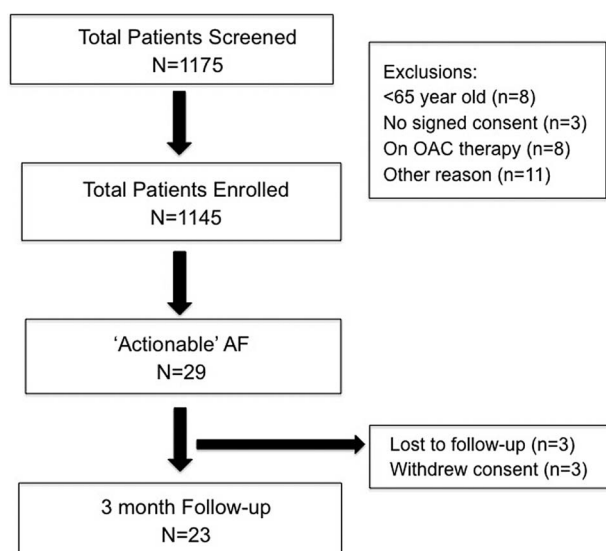 Total Patients Screened
N=1175
Exclusions:
<65 year old (n=8)
No signed consent (n=3)
On OAC therapy (n=8)
Other reason (n=11)
Total Patients Enrolled
N=1145
‘Actionable’ AF
N=29
Lost to follow-up (n=3)
Withdrew consent (n=3)
3 month Follow-up
N=23